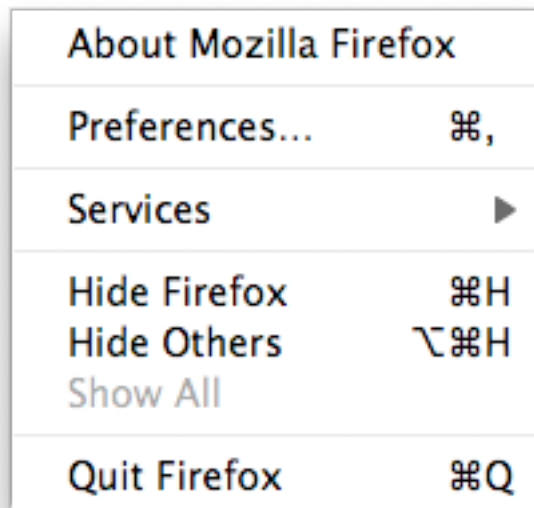 About Mozilla Firefox
Preferences... ⌘,
Services ▶
Hide Firefox ⌘H
Hide Others ⌥⌘H
Show All
Quit Firefox ⌘Q